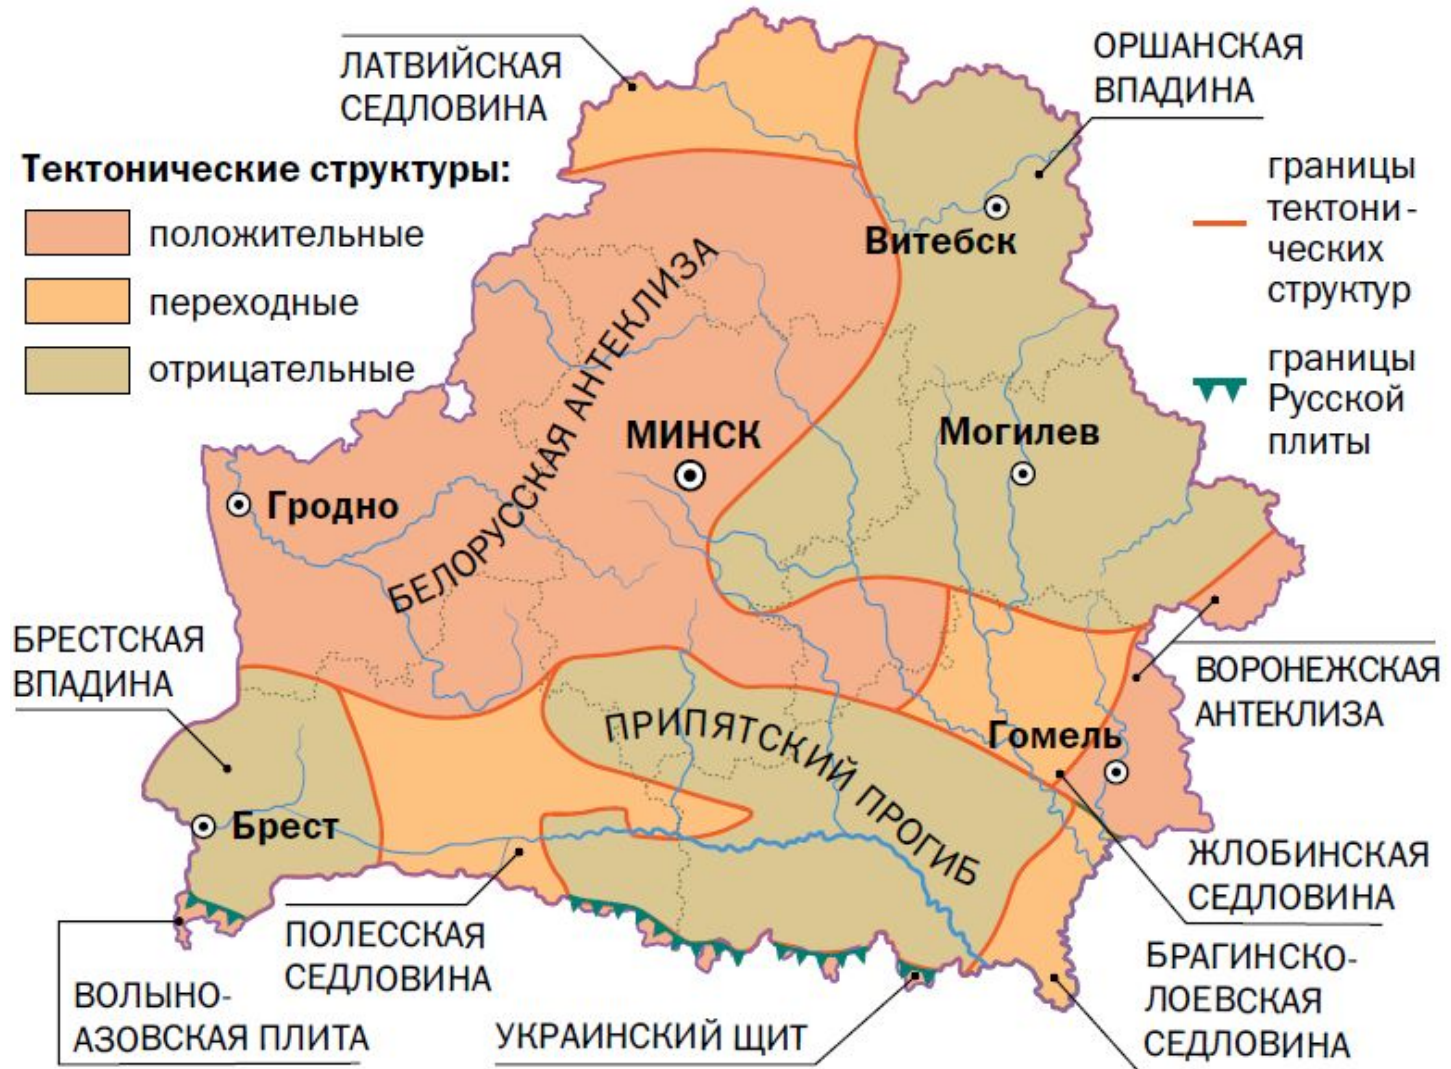 ЛАТВИЙСКАЯ
СЕДЛОВИНА
ОРШАНСКАЯ
ВПАДИНА
Тектонические структуры:
положительные
переходные
отрицательные
границы
тектони-
ческих
структур
границы
Русской
плиты
Витебск
БЕЛОРУССКАЯ АНТЕКЛИЗА
МИНСК
Могилев
Гродно
БРЕСТСКАЯ
ВПАДИНА
ВОРОНЕЖСКАЯ
АНТЕКЛИЗА
ПРИПЯТСКИЙ ПРОГИБ
Гомель
Брест
ЖЛОБИНСКАЯ
СЕДЛОВИНА
ПОЛЕССКАЯ
СЕДЛОВИНА
БРАГИНСКО-
ЛОЕВСКАЯ
СЕДЛОВИНА
ВОЛЫНО-
АЗОВСКАЯ ПЛИТА
УКРАИНСКИЙ ЩИТ